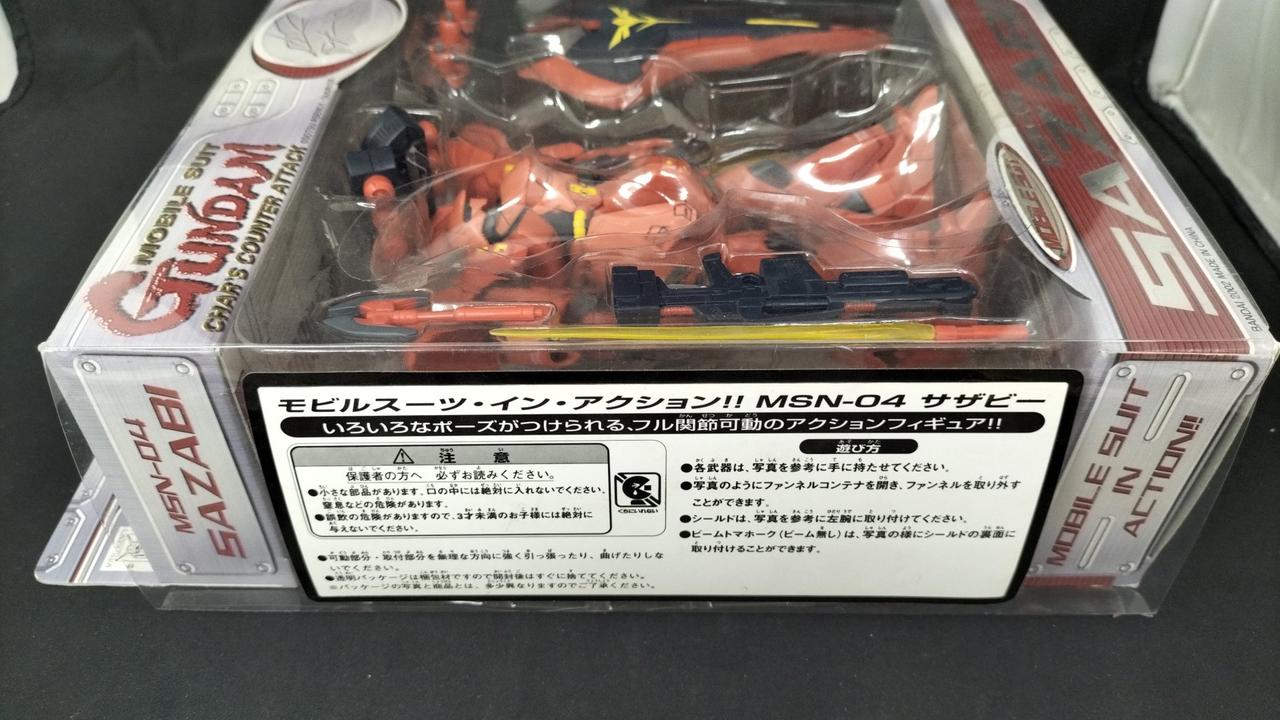 MOBILE SUIT
GUNDAM
CHAR'S COUNTER ATTACK
SAZABI
BANDAI 2002 MADE IN CHINA
MSN-04
SAZABI
モビルスーツ・イン・アクション!! MSN-04 サザビー
いろいろなポーズがつけられる、フル関節可動のアクションフィギュア!!
注意
保護者の方へ 必ずお読みください。
●小さな部品があります。口の中には絶対に入れないでください。
窒息などの危険があります。
●誤飲の危険がありますので、3才未満のお子様には絶対に
与えないでください。
くちにいれない
●可動部分・取付部分を無理な方向に強く引っ張ったり、曲げたりしな
いでください。
●透明パッケージは梱包材ですので開封後はすぐに捨ててください。
※パッケージの写真と商品とは、多少異なりますのでご了承ください。
遊び方
●各武器は、写真を参考に手に持たせてください。
●写真のようにファンネルコンテナを開き、ファンネルを取り外す
ことができます。
●シールドは、写真を参考に左腕に取り付けてください。
●ビームトマホーク(ビーム無し)は、写真の様にシールドの裏面に
取り付けることができます。
MOBILE SUIT
IN
ACTION!!